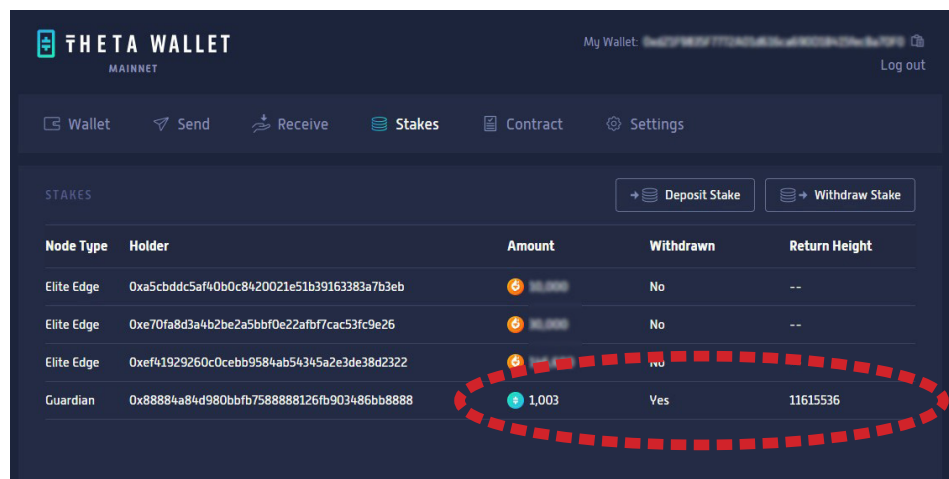 THETA WALLET
MAINNET
My Wallet:
Log out
Wallet Send Receive Stakes Contract Settings
STAKES
Deposit Stake Withdraw Stake
Node Type Holder Amount Withdrawn Return Height
Elite Edge 0xa5cbddc5af40b0c8420021e51b39163383a7b3eb No --
Elite Edge 0xe70fa8d3a4b2be2a5bbf0e22afbf7cac53fc9e26 No --
Elite Edge 0xef41929260c0cebb9584ab54345a2e3de38d2322 No --
Guardian 0x88884a84d980bbfb7588888126fb903486bb8888 1,003 Yes 11615536